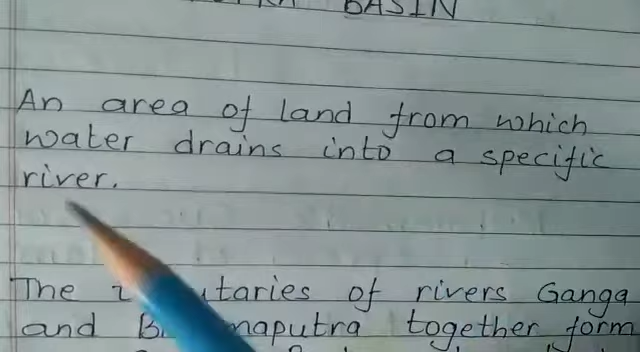 BASIN
An area of land from which
water drains into a specific
river.
The of rivers Ganga
and together form